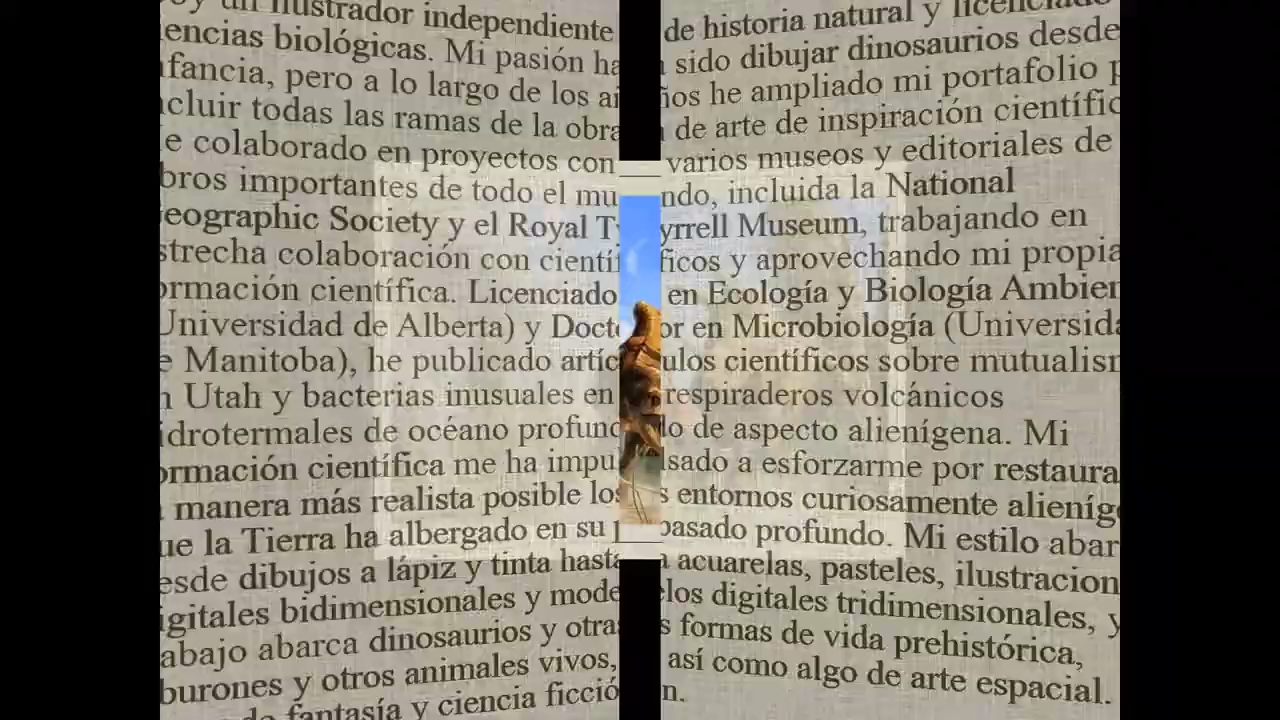 oy un ilustrador independiente de historia natural y licenciado
encias biológicas. Mi pasión ha sido dibujar dinosaurios desde
fancia, pero a lo largo de los años he ampliado mi portafolio p
cluir todas las ramas de la obra de arte de inspiración científic
e colaborado en proyectos con varios museos y editoriales de
bros importantes de todo el mundo, incluida la National
eographic Society y el Royal Tyrrell Museum, trabajando en
strecha colaboración con científicos y aprovechando mi propia
ormación científica. Licenciado en Ecología y Biología Ambien
Universidad de Alberta) y Doctor en Microbiología (Universida
e Manitoba), he publicado artículos científicos sobre mutualism
n Utah y bacterias inusuales en respiraderos volcánicos
idrotermales de océano profundo de aspecto alienígena. Mi
ormación científica me ha impulsado a esforzarme por restaura
manera más realista posible los entornos curiosamente alieníge
ue la Tierra ha albergado en su pasado profundo. Mi estilo abar
esde dibujos a lápiz y tinta hasta acuarelas, pasteles, ilustracion
igitales bidimensionales y modelos digitales tridimensionales, y
abajo abarca dinosaurios y otras formas de vida prehistórica,
burones y otros animales vivos, así como algo de arte espacial.
de fantasía y ciencia ficción.